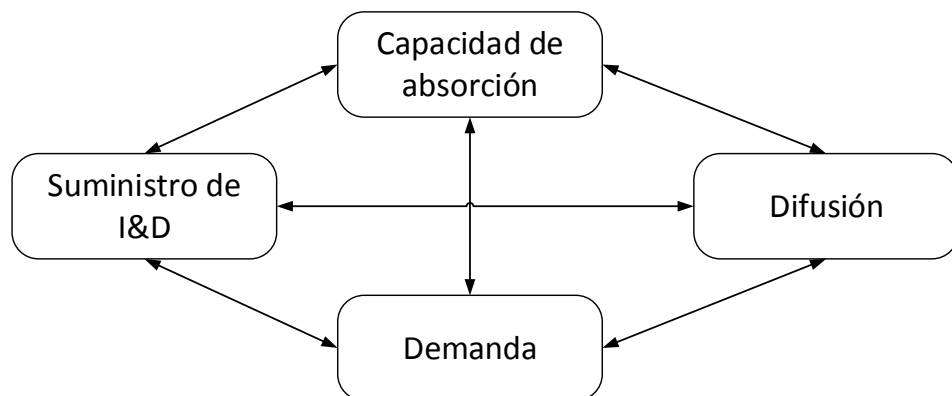 Capacidad de
absorción
Suministro de
I&D
Difusión
Demanda